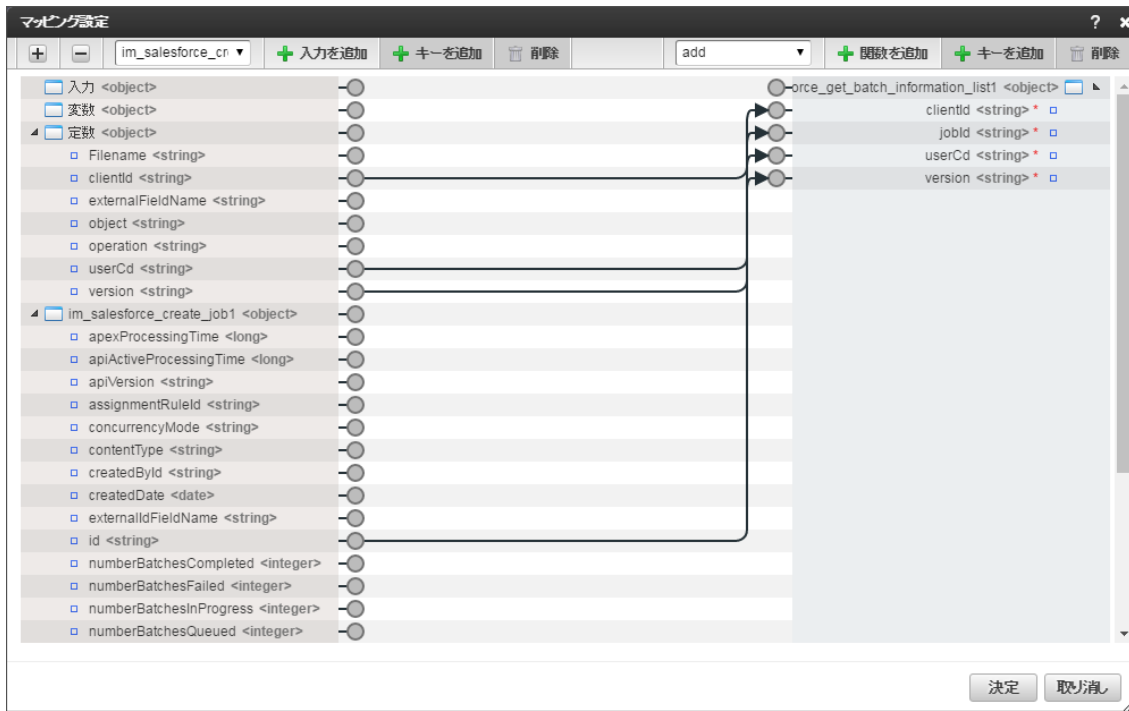 マッピング設定 ? ×
im_salesforce_cre ▼ 入力を追加 キーを追加 削除 add ▼ 関数を追加 キーを追加 削除
入力 <object>
変数 <object>
定数 <object>
Filename <string>
clientId <string>
externalFieldName <string>
object <string>
operation <string>
userCd <string>
version <string>
im_salesforce_create_job1 <object>
apexProcessingTime <long>
apiActiveProcessingTime <long>
apiVersion <string>
assignmentRuleId <string>
concurrencyMode <string>
contentType <string>
createdById <string>
createdDate <date>
externalIdFieldName <string>
id <string>
numberBatchesCompleted <integer>
numberBatchesFailed <integer>
numberBatchesInProgress <integer>
numberBatchesQueued <integer>
orce_get_batch_information_list1 <object>
clientId <string> *
jobId <string> *
userCd <string> *
version <string> *
決定 取り消し